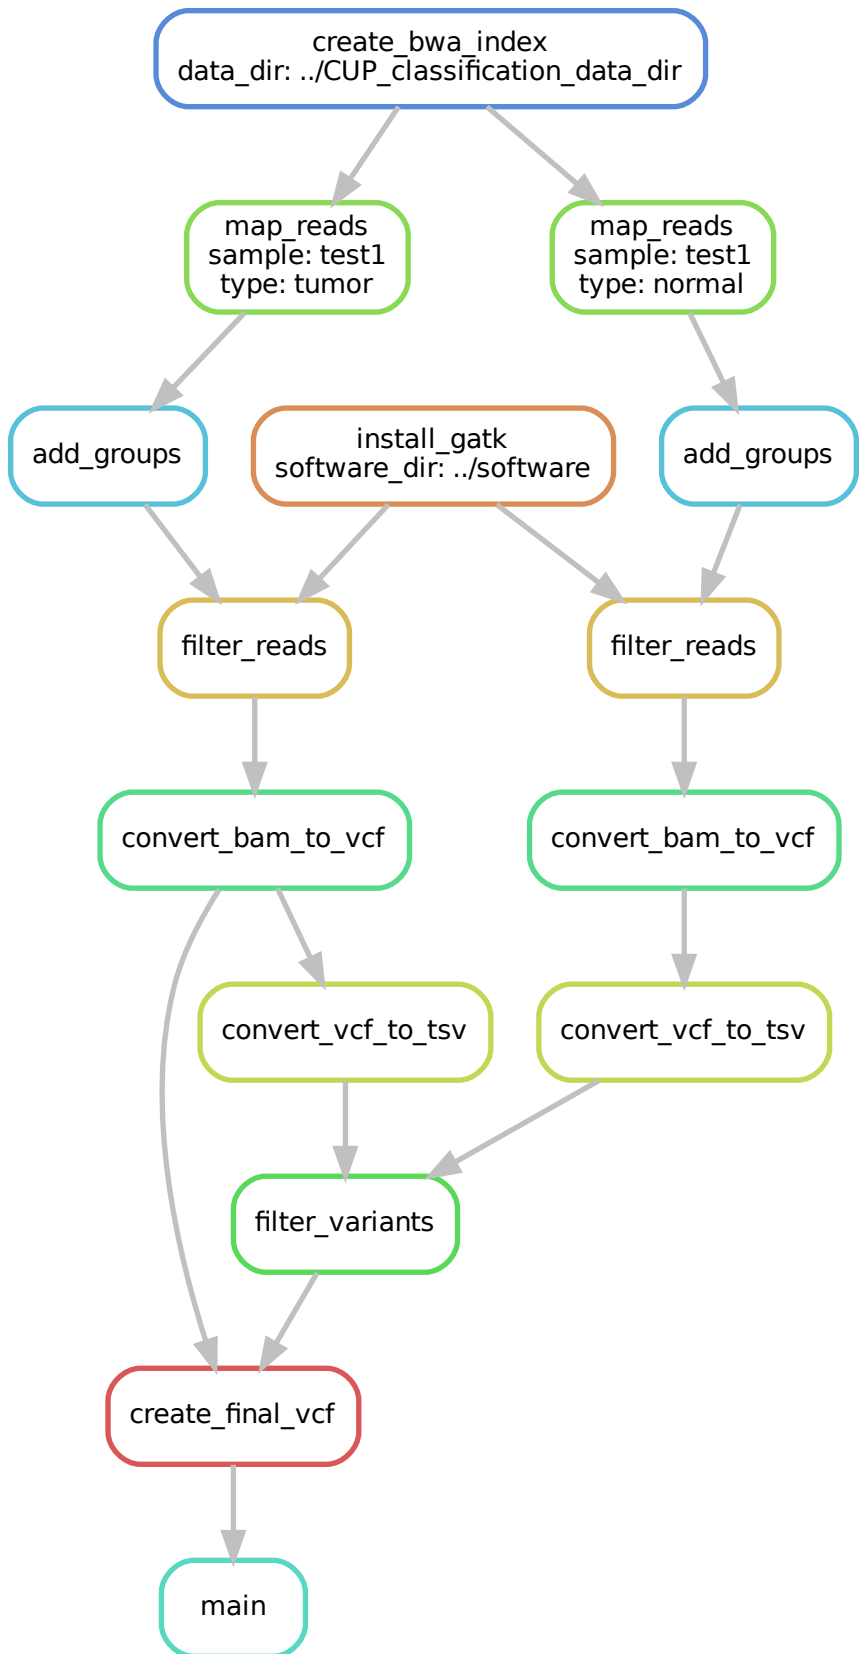 create_bwa_index
data_dir: ../CUP_classification_data_dir
map_reads
sample: test1
type: tumor
map_reads
sample: test1
type: normal
add_groups
install_gatk
software_dir: ../software
add_groups
filter_reads
filter_reads
convert_bam_to_vcf
convert_bam_to_vcf
convert_vcf_to_tsv
convert_vcf_to_tsv
filter_variants
create_final_vcf
main